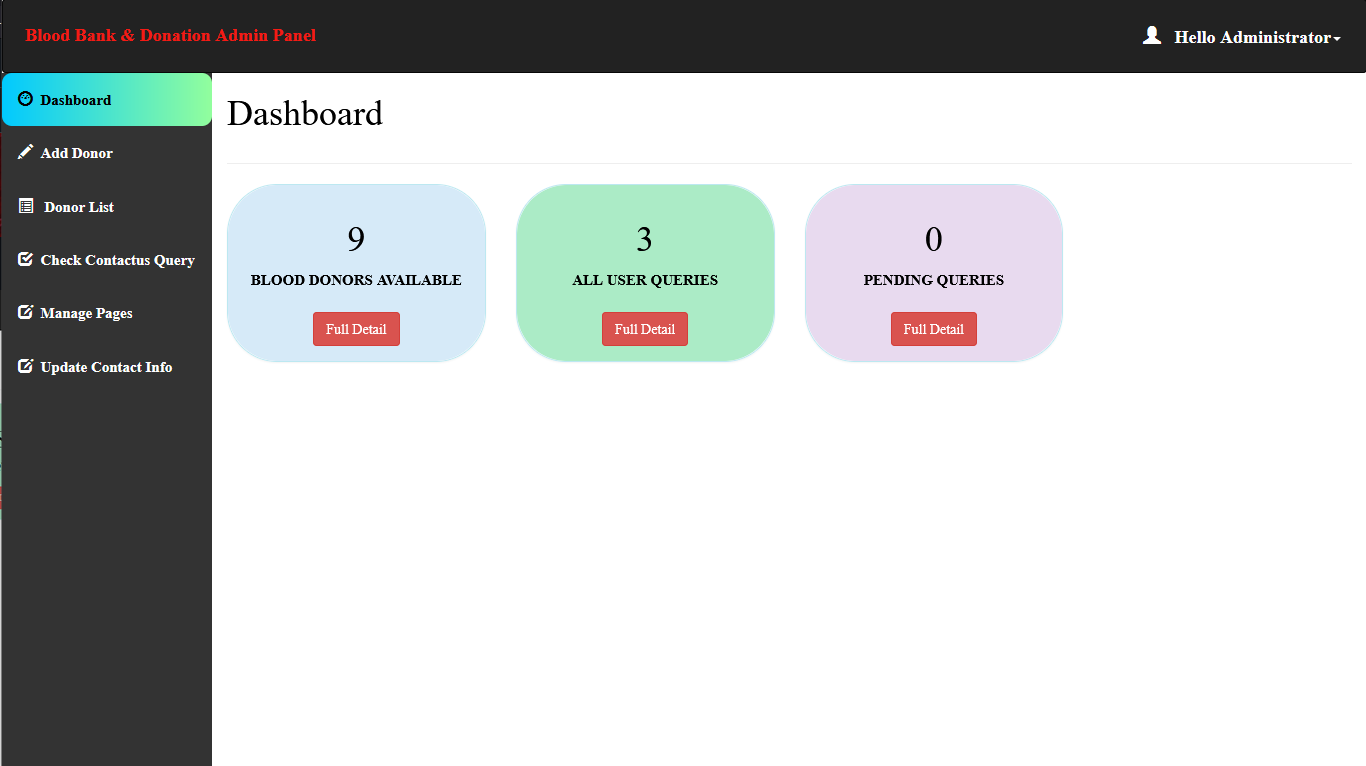 Blood Bank & Donation Admin Panel
Hello Administrator
Dashboard
Add Donor
Donor List
Check Contactus Query
Manage Pages
Update Contact Info
Dashboard
9
BLOOD DONORS AVAILABLE
Full Detail
3
ALL USER QUERIES
Full Detail
0
PENDING QUERIES
Full Detail